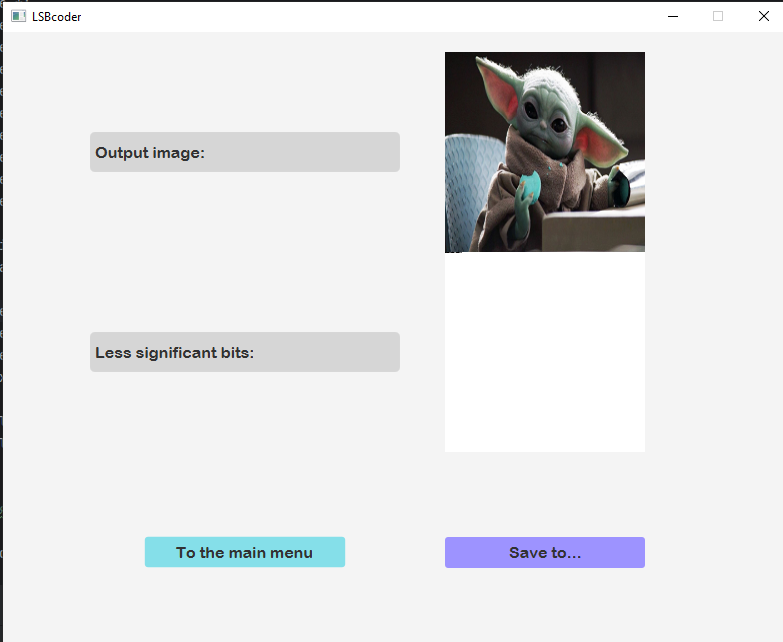 LSBcoder
Output image:
Less significant bits:
To the main menu
Save to...